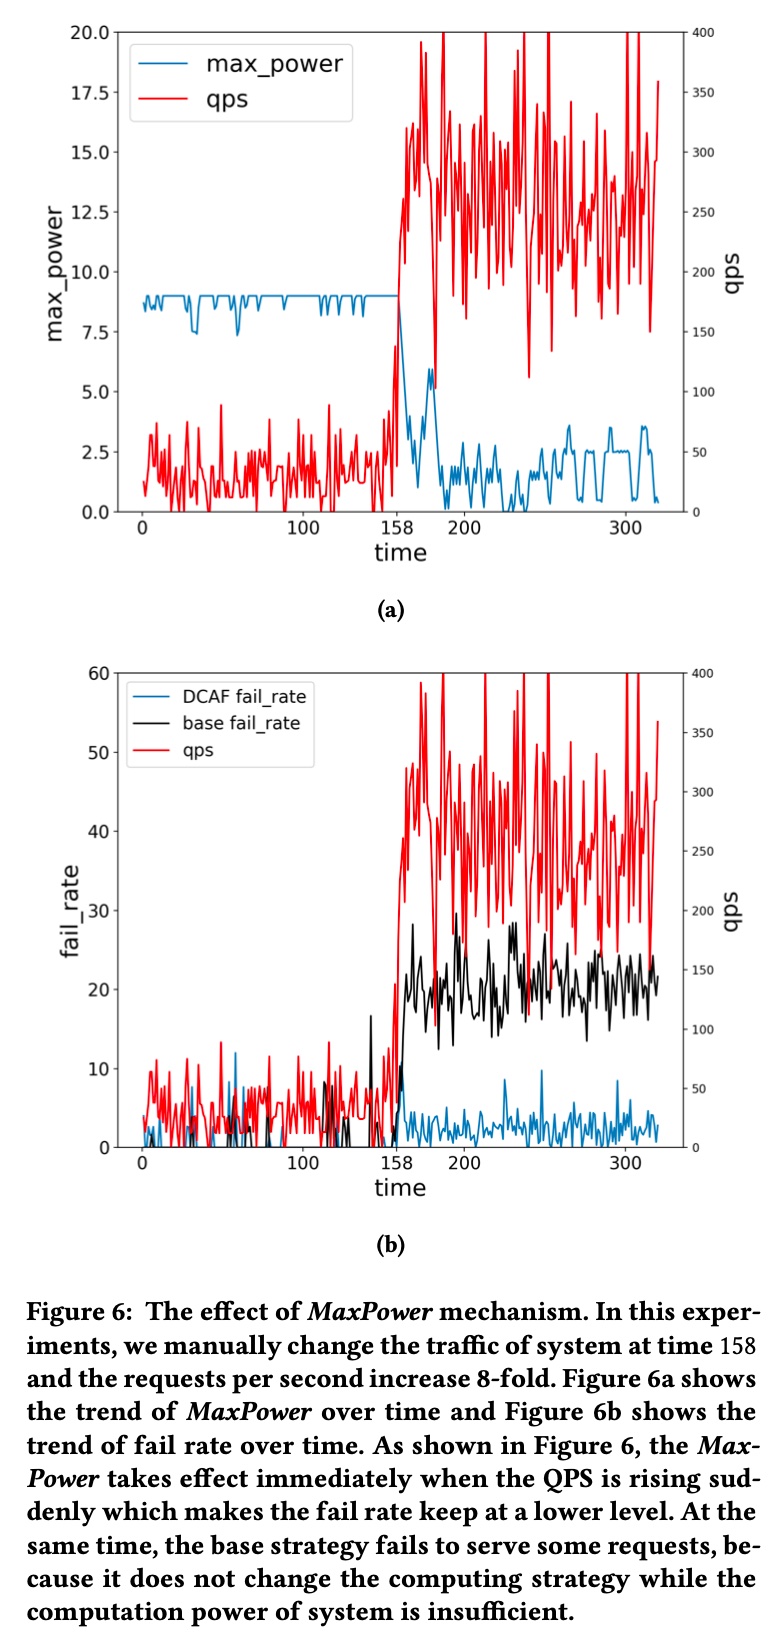 20.0
17.5
15.0
12.5
10.0
7.5
5.0
2.5
0.0
max_power
max_power
qps
400
350
300
250
200
150
100
50
0
qps
0
100
158
200
300
time
(a)
60
50
40
30
20
10
0
fail_rate
DCAF fail_rate
base fail_rate
qps
400
350
300
250
200
150
100
50
0
qps
0
100
158
200
300
time
(b)
Figure 6: The effect of MaxPower mechanism. In this exper-
iments, we manually change the traffic of system at time 158
and the requests per second increase 8-fold. Figure 6a shows
the trend of MaxPower over time and Figure 6b shows the
trend of fail rate over time. As shown in Figure 6, the Max-
Power takes effect immediately when the QPS is rising sud-
denly which makes the fail rate keep at a lower level. At the
same time, the base strategy fails to serve some requests, be-
cause it does not change the computing strategy while the
computation power of system is insufficient.